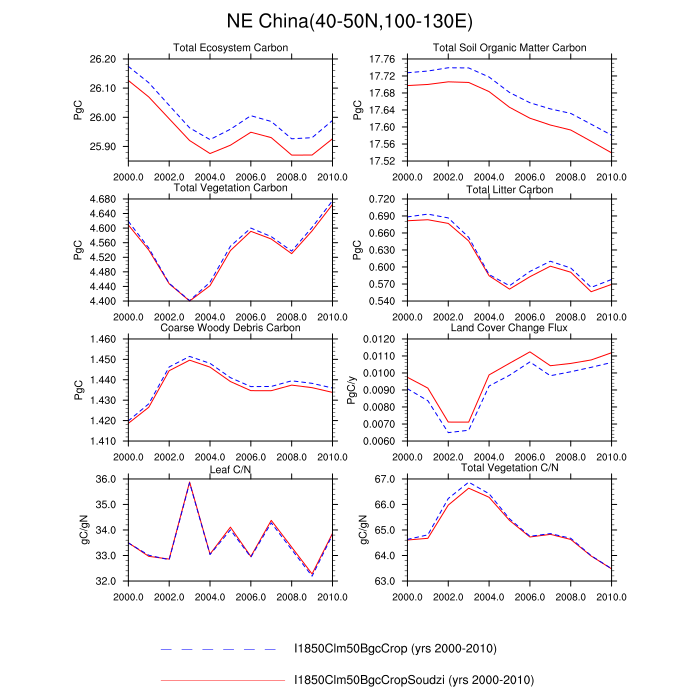 NE China(40-50N,100-130E)
Total Ecosystem Carbon
PgC
26.20
26.10
26.00
25.90
2000.0 2002.0 2004.0 2006.0 2008.0 2010.0
Total Soil Organic Matter Carbon
PgC
17.76
17.72
17.68
17.64
17.60
17.56
17.52
2000.0 2002.0 2004.0 2006.0 2008.0 2010.0
Total Vegetation Carbon
PgC
4.680
4.640
4.600
4.560
4.520
4.480
4.440
4.400
2000.0 2002.0 2004.0 2006.0 2008.0 2010.0
Total Litter Carbon
PgC
0.720
0.690
0.660
0.630
0.600
0.570
0.540
2000.0 2002.0 2004.0 2006.0 2008.0 2010.0
Coarse Woody Debris Carbon
PgC
1.460
1.450
1.440
1.430
1.420
1.410
2000.0 2002.0 2004.0 2006.0 2008.0 2010.0
Land Cover Change Flux
PgC/y
0.0120
0.0110
0.0100
0.0090
0.0080
0.0070
0.0060
2000.0 2002.0 2004.0 2006.0 2008.0 2010.0
Leaf C/N
gC/gN
36.0
35.0
34.0
33.0
32.0
2000.0 2002.0 2004.0 2006.0 2008.0 2010.0
Total Vegetation C/N
gC/gN
67.0
66.0
65.0
64.0
63.0
2000.0 2002.0 2004.0 2006.0 2008.0 2010.0
I1850Clm50BgcCrop (yrs 2000-2010)
I1850Clm50BgcCropSoudzi (yrs 2000-2010)